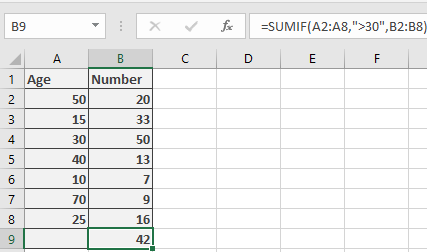 B9 fx =SUMIF(A2:A8,">30",B2:B8)
A B C D E F
1 Age Number
2 50 20
3 15 33
4 30 50
5 40 13
6 10 7
7 70 9
8 25 16
9 42